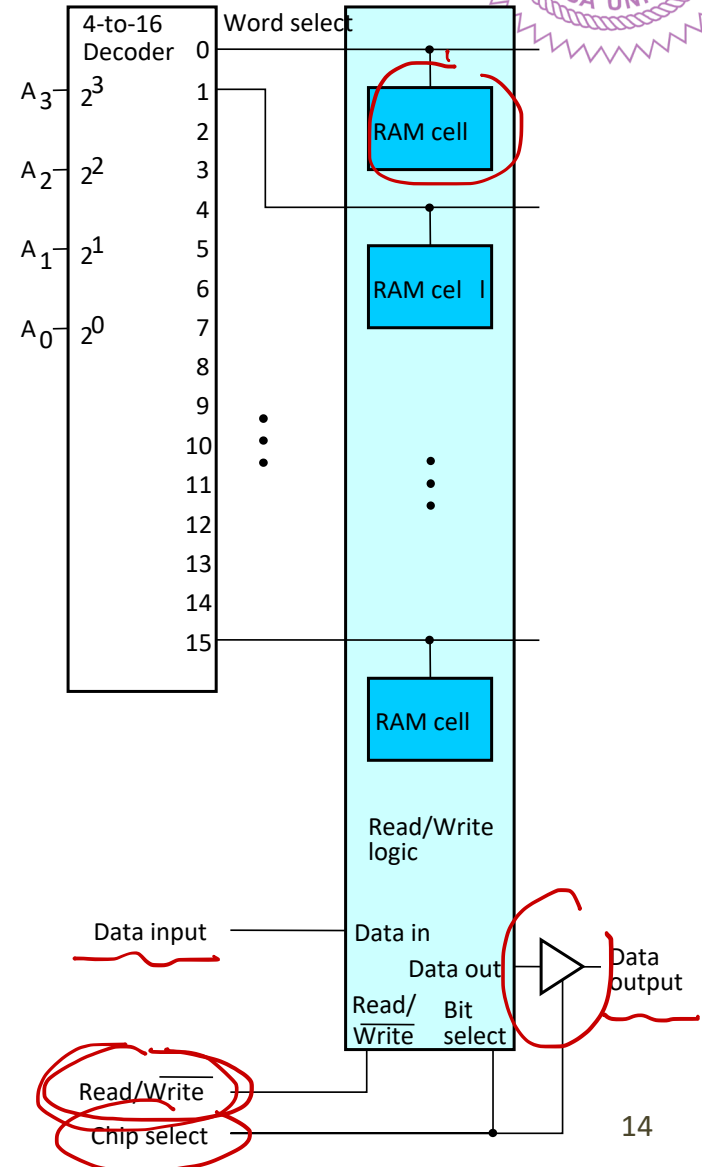 4-to-16
Decoder
Word select
A3 2^3
A2 2^2
A1 2^1
A0 2^0
0
1
2
3
4
5
6
7
8
9
10
11
12
13
14
15
RAM cell
RAM cel l
RAM cell
Read/Write
logic
Data input
Data in
Data out
Data
output
Read/
W̅r̅i̅t̅e̅
Bit
select
Read/W̅r̅i̅t̅e̅
Chip select
14